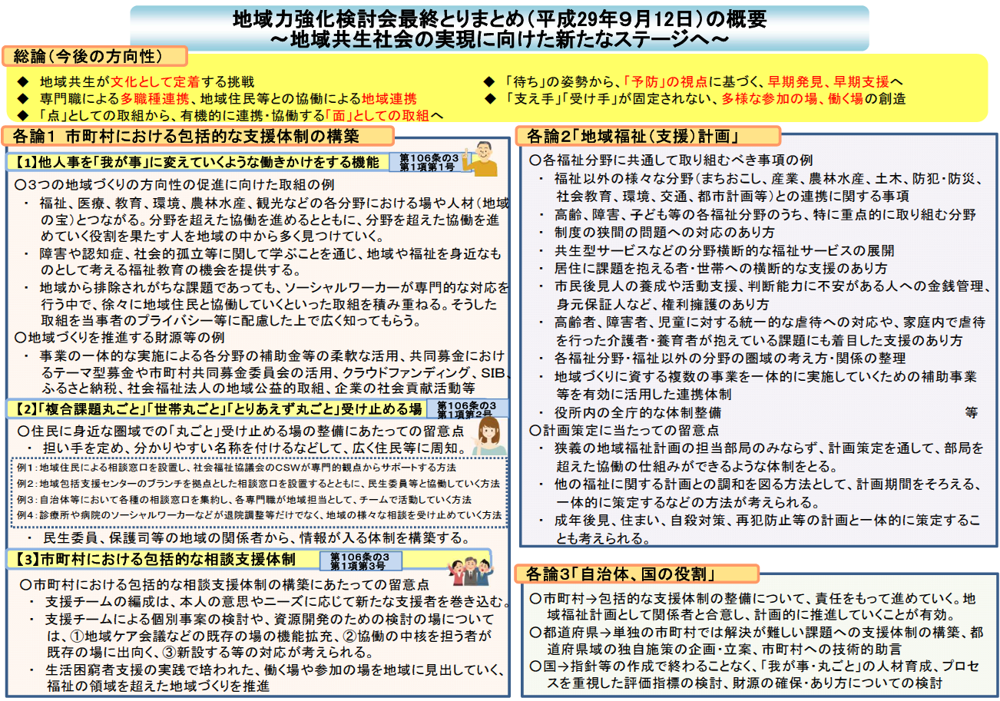 地域力強化検討会最終とりまとめ（平成29年９月12日）の概要
～地域共生社会の実現に向けた新たなステージへ～
総論（今後の方向性）
◆ 地域共生が文化として定着する挑戦
◆ 専門職による多職種連携、地域住民等との協働による地域連携
◆ 「点」としての取組から、有機的に連携・協働する「面」としての取組へ
◆ 「待ち」の姿勢から、「予防」の視点に基づく、早期発見、早期支援へ
◆ 「支え手」「受け手」が固定されない、多様な参加の場、働く場の創造
各論１ 市町村における包括的な支援体制の構築
【1】他人事を「我が事」に変えていくような働きかけをする機能
第106条の3
第1項第1号
○３つの地域づくりの方向性の促進に向けた取組の例
・ 福祉、医療、教育、環境、農林水産、観光などの各分野における場や人材（地域
の宝）とつながる。分野を超えた協働を進めるとともに、分野を超えた協働を進
めていく役割を果たす人を地域の中から多く見つけていく。
・ 障害や認知症、社会的孤立等に関して学ぶことを通じ、地域や福祉を身近なも
のとして考える福祉教育の機会を提供する。
・ 地域から排除されがちな課題であっても、ソーシャルワーカーが専門的な対応を
行う中で、徐々に地域住民と協働していくといった取組を積み重ねる。そうした
取組を当事者のプライバシー等に配慮した上で広く知ってもらう。
○地域づくりを推進する財源等の例
・ 事業の一体的な実施による各分野の補助金等の柔軟な活用、共同募金におけ
るテーマ型募金や市町村共同募金委員会の活用、クラウドファンディング、SIB、
ふるさと納税、社会福祉法人の地域公益的取組、企業の社会貢献活動等
【2】「複合課題丸ごと」「世帯丸ごと」「とりあえず丸ごと」受け止める場
第106条の3
第1項第2号
○住民に身近な圏域での「丸ごと」受け止める場の整備にあたっての留意点
・ 担い手を定め、分かりやすい名称を付けるなどして、広く住民等に周知。
例１：地域住民による相談窓口を設置し、社会福祉協議会のCSWが専門的観点からサポートする方法
例２：地域包括支援センターのブランチを拠点とした相談窓口を設置するとともに、民生委員等と協働していく方法
例３：自治体等において各種の相談窓口を集約し、各専門職が地域担当として、チームで活動していく方法
例４：診療所や病院のソーシャルワーカーなどが退院調整等だけでなく、地域の様々な相談を受け止めていく方法
・ 民生委員、保護司等の地域の関係者から、情報が入る体制を構築する。
【3】市町村における包括的な相談支援体制
第106条の3
第1項第3号
○市町村における包括的な相談支援体制の構築にあたっての留意点
・ 支援チームの編成は、本人の意思やニーズに応じて新たな支援者を巻き込む。
・ 支援チームによる個別事案の検討や、資源開発のための検討の場について
は、①地域ケア会議などの既存の場の機能拡充、②協働の中核を担う者が
既存の場に出向く、③新設する等の対応が考えられる。
・ 生活困窮者支援の実践で培われた、働く場や参加の場を地域に見出していく、
福祉の領域を超えた地域づくりを推進
各論２「地域福祉（支援）計画」
○各福祉分野に共通して取り組むべき事項の例
・ 福祉以外の様々な分野（まちおこし、産業、農林水産、土木、防犯・防災、
社会教育、環境、交通、都市計画等）との連携に関する事項
・ 高齢、障害、子ども等の各福祉分野のうち、特に重点的に取り組む分野
・ 制度の狭間の問題への対応のあり方
・ 共生型サービスなどの分野横断的な福祉サービスの展開
・ 居住に課題を抱える者・世帯への横断的な支援のあり方
・ 市民後見人の養成や活動支援、判断能力に不安がある人への金銭管理、
身元保証人など、権利擁護のあり方
・ 高齢者、障害者、児童に対する統一的な虐待への対応や、家庭内で虐待
を行った介護者・養育者が抱えている課題にも着目した支援のあり方
・ 各福祉分野・福祉以外の分野の圏域の考え方・関係の整理
・ 地域づくりに資する複数の事業を一体的に実施していくための補助事業
等を有効に活用した連携体制
・ 役所内の全庁的な体制整備 等
○計画策定に当たっての留意点
・ 狭義の地域福祉計画の担当部局のみならず、計画策定を通して、部局を
超えた協働の仕組みができるような体制をとる。
・ 他の福祉に関する計画との調和を図る方法として、計画期間をそろえる、
一体的に策定するなどの方法が考えられる。
・ 成年後見、住まい、自殺対策、再犯防止等の計画と一体的に策定するこ
とも考えられる。
各論３「自治体、国の役割」
○市町村→包括的な支援体制の整備について、責任をもって進めていく。地
域福祉計画として関係者と合意し、計画的に推進していくことが有効。
○都道府県→単独の市町村では解決が難しい課題への支援体制の構築、都
道府県域の独自施策の企画・立案、市町村への技術的助言
○国→指針等の作成で終わることなく、「我が事・丸ごと」の人材育成、プロセ
スを重視した評価指標の検討、財源の確保・あり方についての検討